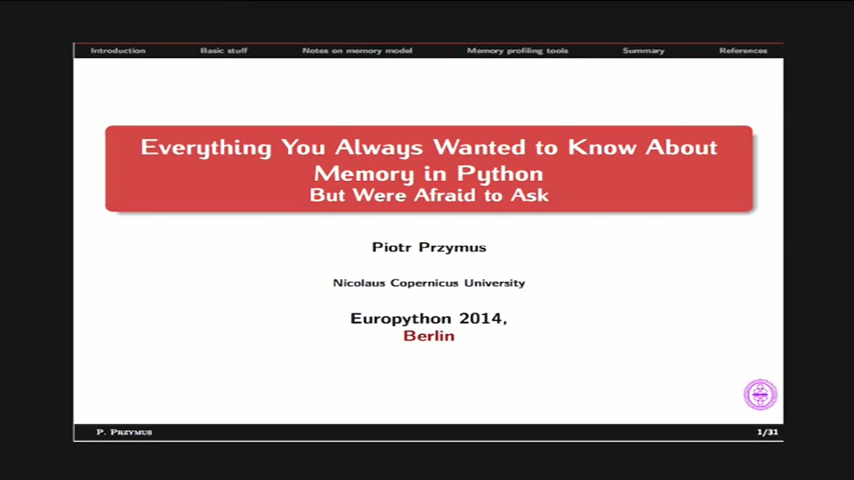 Introduction Basic stuff Notes on memory model Memory profiling tools Summary References
Everything You Always Wanted to Know About
Memory in Python
But Were Afraid to Ask
Piotr Przymus
Nicolaus Copernicus University
Europython 2014,
Berlin
P. Przymus 1/31